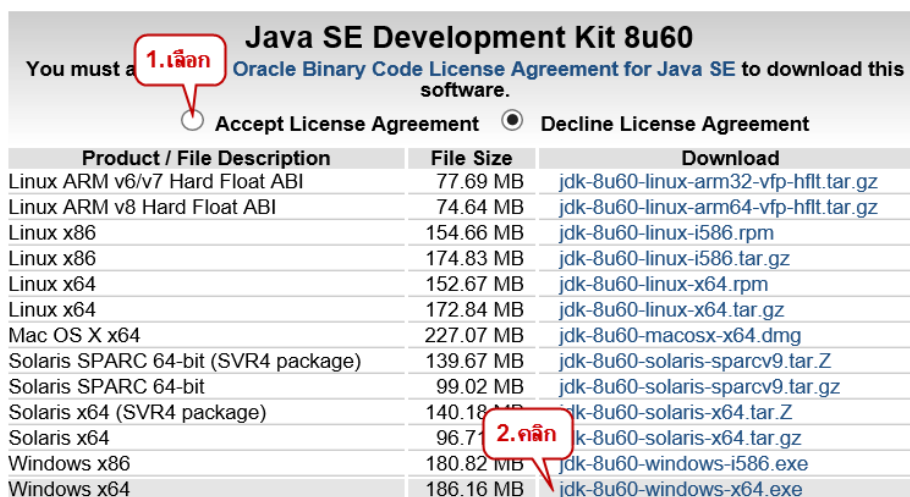 Java SE Development Kit 8u60
1.เลือก
You must a Oracle Binary Code License Agreement for Java SE to download this
software.
Accept License Agreement Decline License Agreement
Product / File Description File Size Download
Linux ARM v6/v7 Hard Float ABI 77.69 MB jdk-8u60-linux-arm32-vfp-hflt.tar.gz
Linux ARM v8 Hard Float ABI 74.64 MB jdk-8u60-linux-arm64-vfp-hflt.tar.gz
Linux x86 154.66 MB jdk-8u60-linux-i586.rpm
Linux x86 174.83 MB jdk-8u60-linux-i586.tar.gz
Linux x64 152.67 MB jdk-8u60-linux-x64.rpm
Linux x64 172.84 MB jdk-8u60-linux-x64.tar.gz
Mac OS X x64 227.07 MB jdk-8u60-macosx-x64.dmg
Solaris SPARC 64-bit (SVR4 package) 139.67 MB jdk-8u60-solaris-sparcv9.tar.Z
Solaris SPARC 64-bit 99.02 MB jdk-8u60-solaris-sparcv9.tar.gz
Solaris x64 (SVR4 package) 140.18 MB jdk-8u60-solaris-x64.tar.Z
Solaris x64 96.71 k-8u60-solaris-x64.tar.gz
2.คลิก
Windows x86 180.82 MB jdk-8u60-windows-i586.exe
Windows x64 186.16 MB jdk-8u60-windows-x64.exe